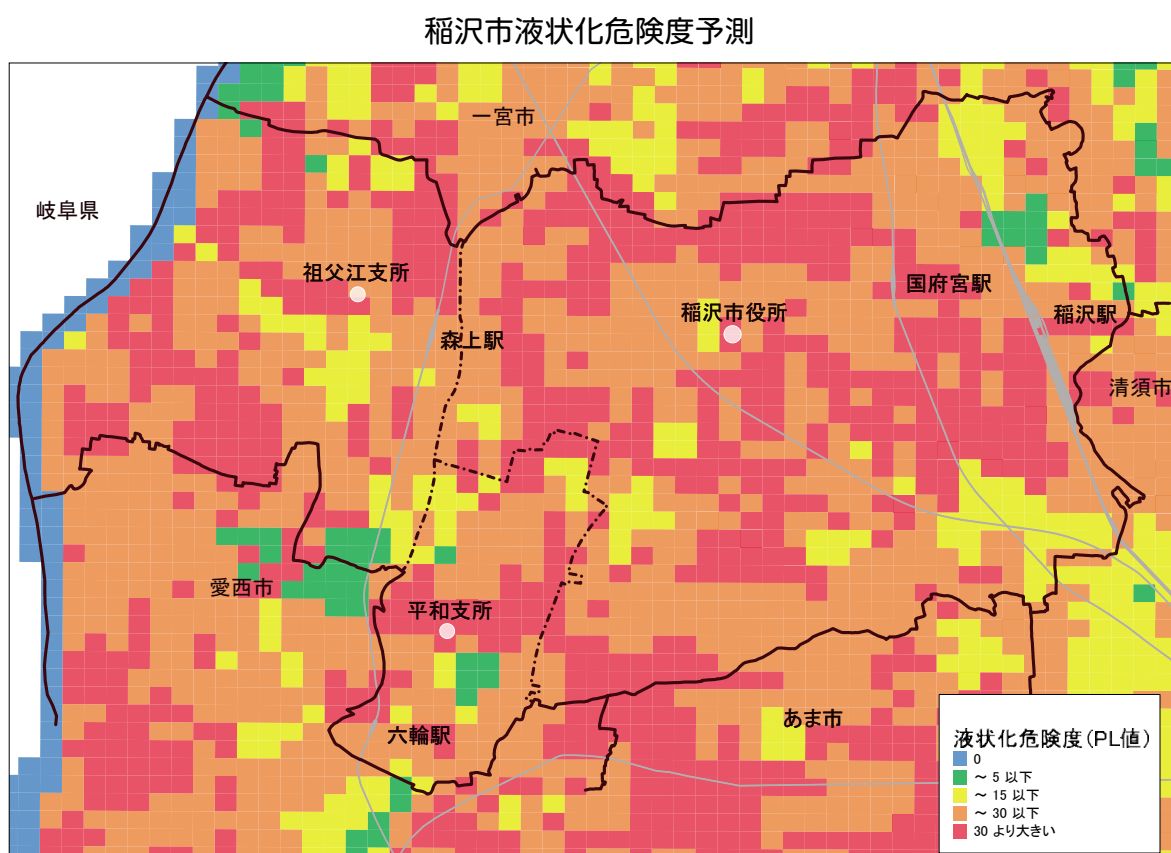 稲沢市液状化危険度予測
一宮市
岐阜県
祖父江支所
国府宮駅
稲沢市役所
稲沢駅
森上駅
清須市
愛西市
平和支所
あま市
六輪駅
液状化危険度(PL値)
0
～ 5 以下
～ 15 以下
～ 30 以下
30 より大きい